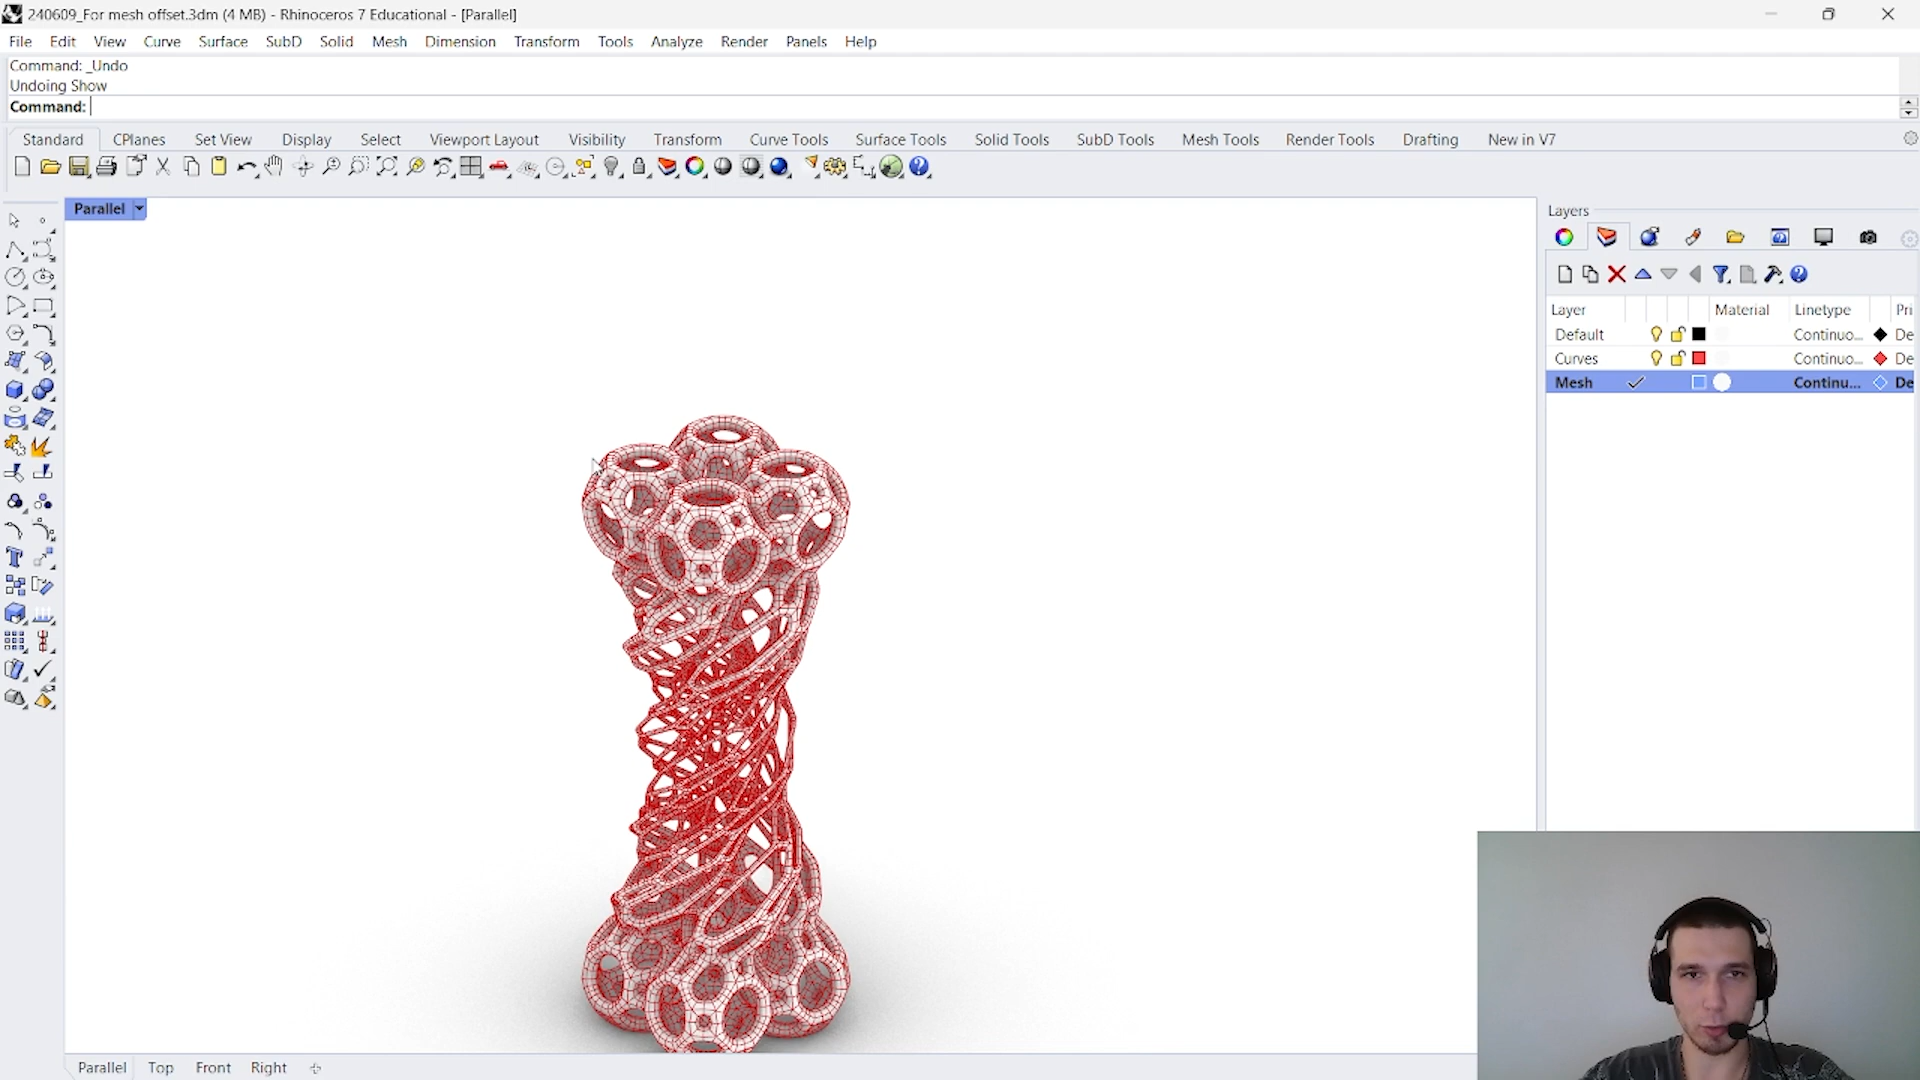 240609_For mesh offset.3dm (4 MB) - Rhinoceros 7 Educational - [Parallel]
File Edit View Curve Surface SubD Solid Mesh Dimension Transform Tools Analyze Render Panels Help
Command: _Undo
Undoing Show
Command:
Standard CPlanes Set View Display Select Viewport Layout Visibility Transform Curve Tools Surface Tools Solid Tools SubD Tools Mesh Tools Render Tools Drafting New in V7
Parallel
Layers
Layer Material Linetype Pri
Default Continuo... De
Curves Continuo... De
Mesh Continu... De
Parallel Top Front Right